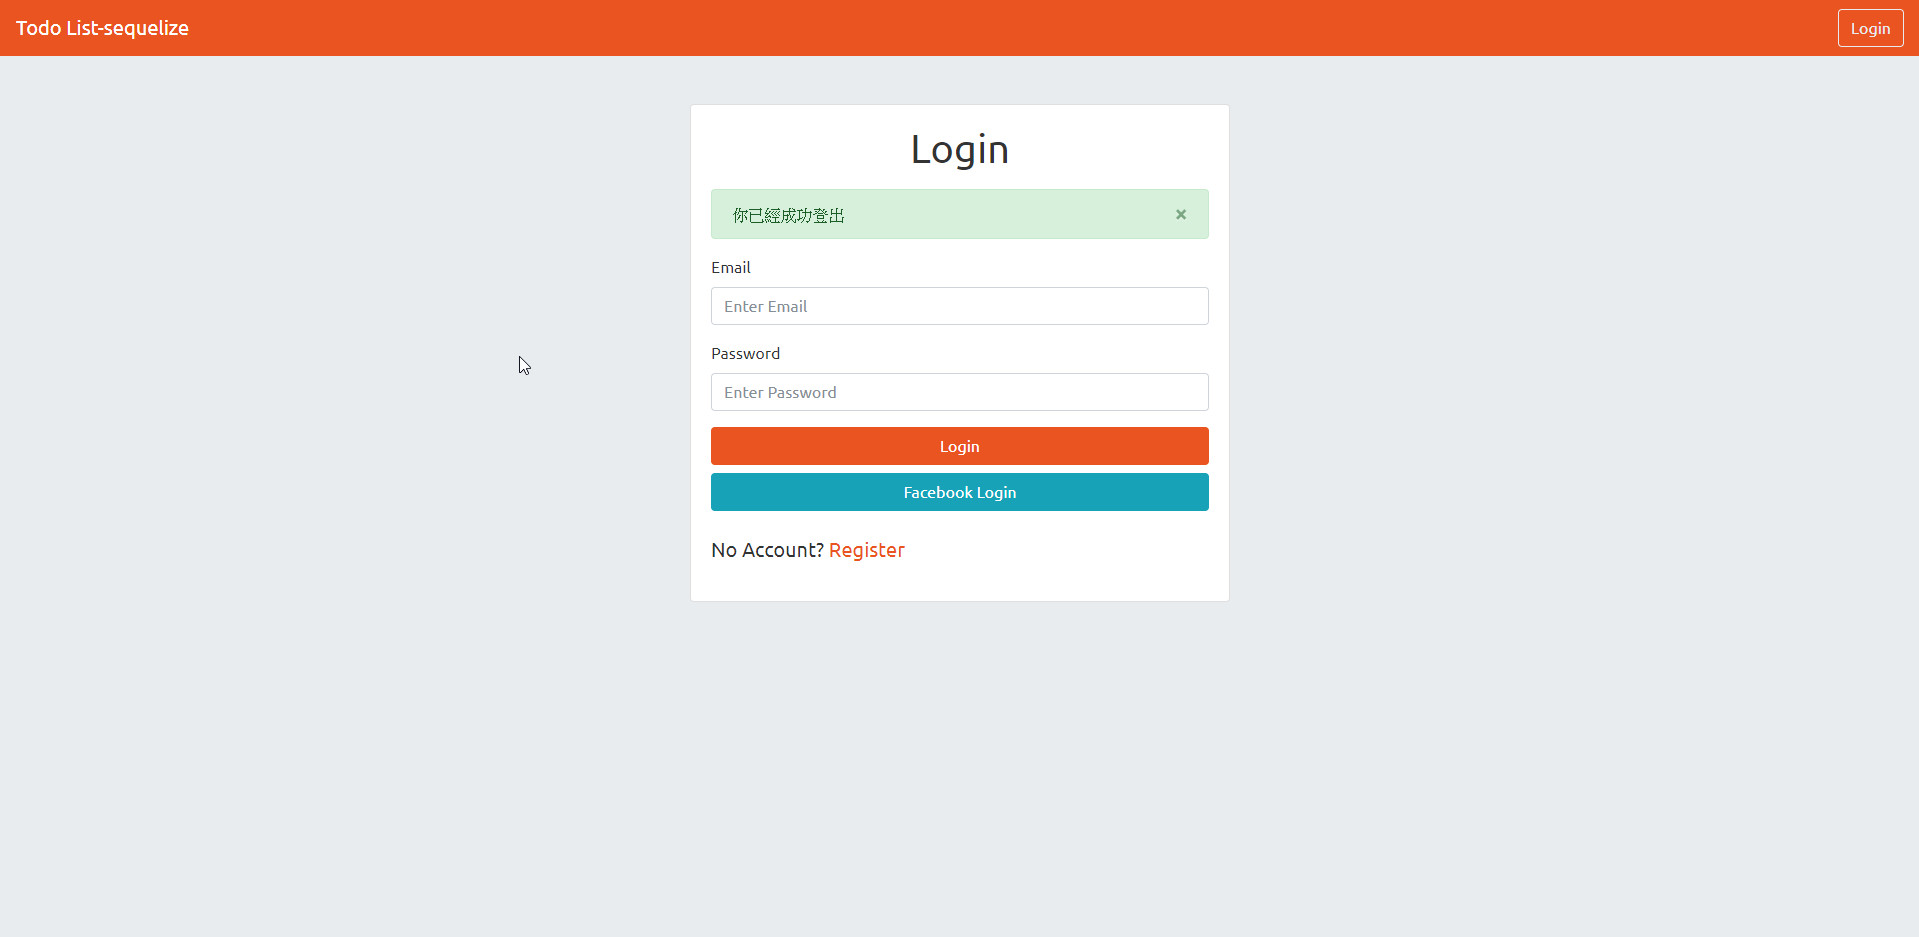 Todo List-sequelize
Login
Login
你已經成功登出 ×
Email
Enter Email
Password
Enter Password
Login
Facebook Login
No Account? Register